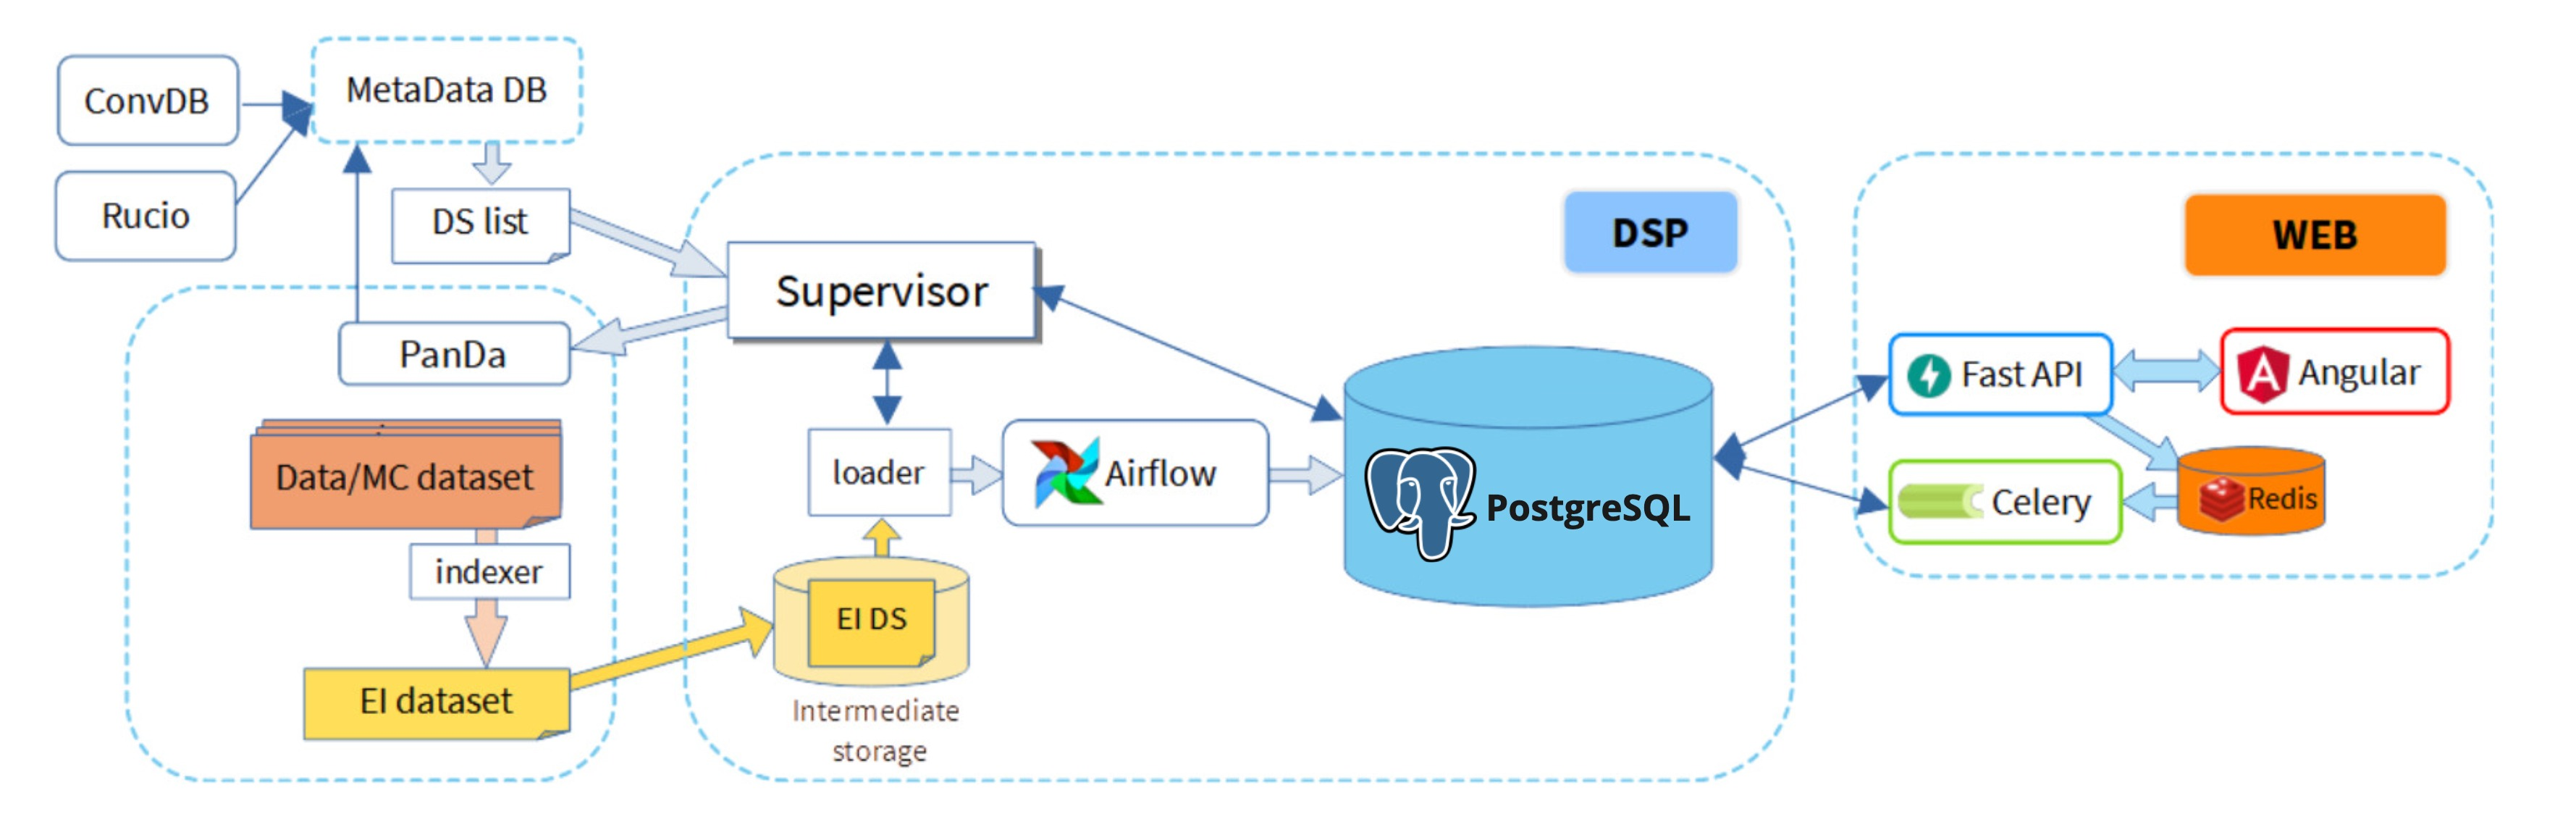 ConvDB
MetaData DB
Rucio
DS list
DSP
WEB
Supervisor
PanDa
Fast API
Angular
Data/MC dataset
loader
Airflow
PostgreSQL
Celery
Redis
indexer
EI DS
EI dataset
Intermediate
storage